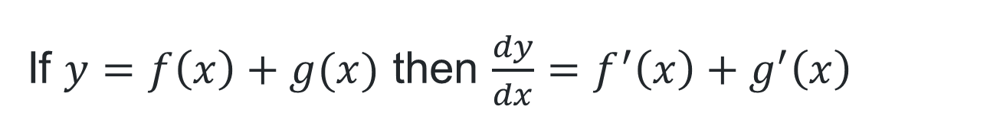 If y = f(x) + g(x) then dy/dx = f'(x) + g'(x)